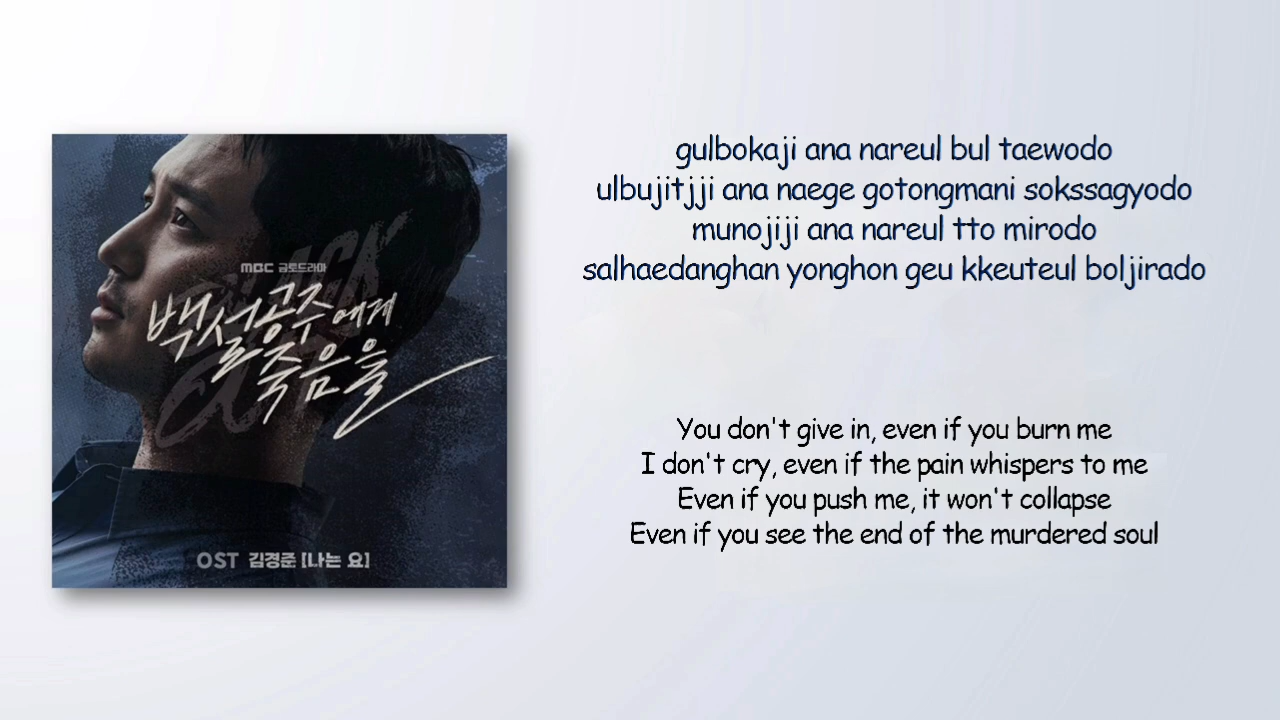 MBC 금토드라마
BLACK
OUT
백설공주에게
죽음을
OST 김경준 [나는 요]
gulbokaji ana nareul bul taewodo
ulbujitjji ana naege gotongmani sokssagyodo
munojiji ana nareul tto mirodo
salhaedanghan yonghon geu kkeuteul boljirado
You don't give in, even if you burn me
I don't cry, even if the pain whispers to me
Even if you push me, it won't collapse
Even if you see the end of the murdered soul